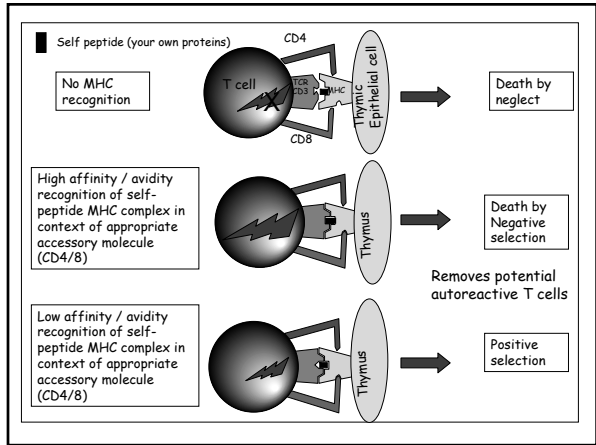 Self peptide (your own proteins)
CD4
No MHC
recognition
T cell
X
TCR
CD3
MHC
CD8
Thymic
Epithelial cell
Death by
neglect
High affinity / avidity
recognition of self-
peptide MHC complex in
context of appropriate
accessory molecule
(CD4/8)
Thymus
Death by
Negative
selection
Removes potential
autoreactive T cells
Low affinity / avidity
recognition of self-
peptide MHC complex in
context of appropriate
accessory molecule
(CD4/8)
Thymus
Positive
selection